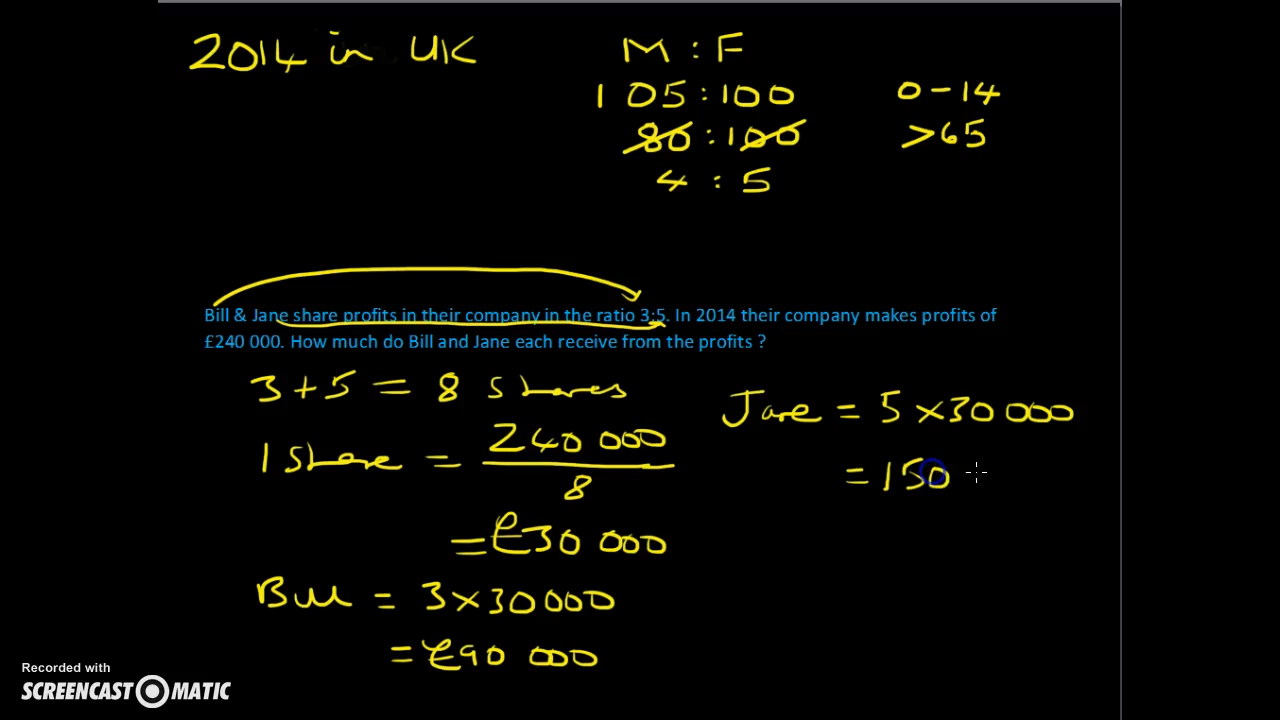 2014 in UK
M : F
105 : 100 0 - 14
80 : 100 > 65
4 : 5
Bill & Jane share profits in their company in the ratio 3:5. In 2014 their company makes profits of
£240 000. How much do Bill and Jane each receive from the profits ?
3 + 5 = 8 shares
1 share = 240 000
8
= £30 000
Bill = 3 × 30 000
= £90 000
Jane = 5 × 30 000
= 150
Recorded with
SCREENCAST O MATIC